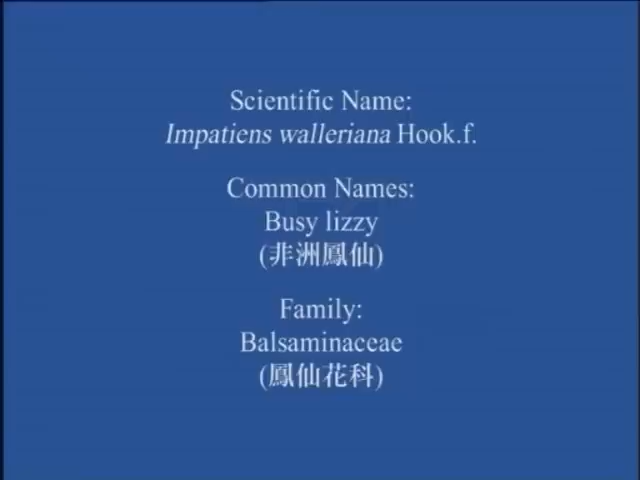 Scientific Name:
Impatiens walleriana Hook.f.
Common Names:
Busy lizzy
(非洲鳳仙)
Family:
Balsaminaceae
(鳳仙花科)